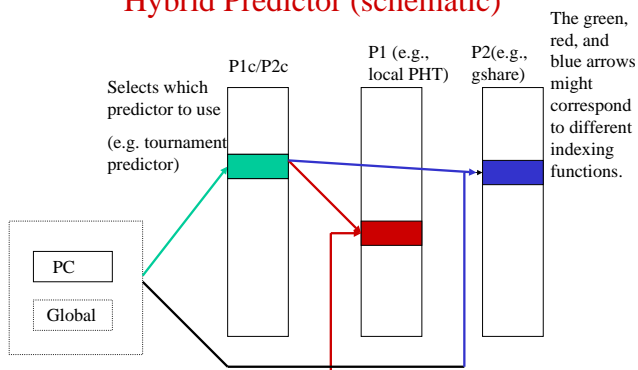 Hybrid Predictor (schematic)
The green,
red, and
blue arrows
might
correspond
to different
indexing
functions.
P1c/P2c
P1 (e.g.,
local PHT)
P2(e.g.,
gshare)
Selects which
predictor to use
(e.g. tournament
predictor)
PC
Global